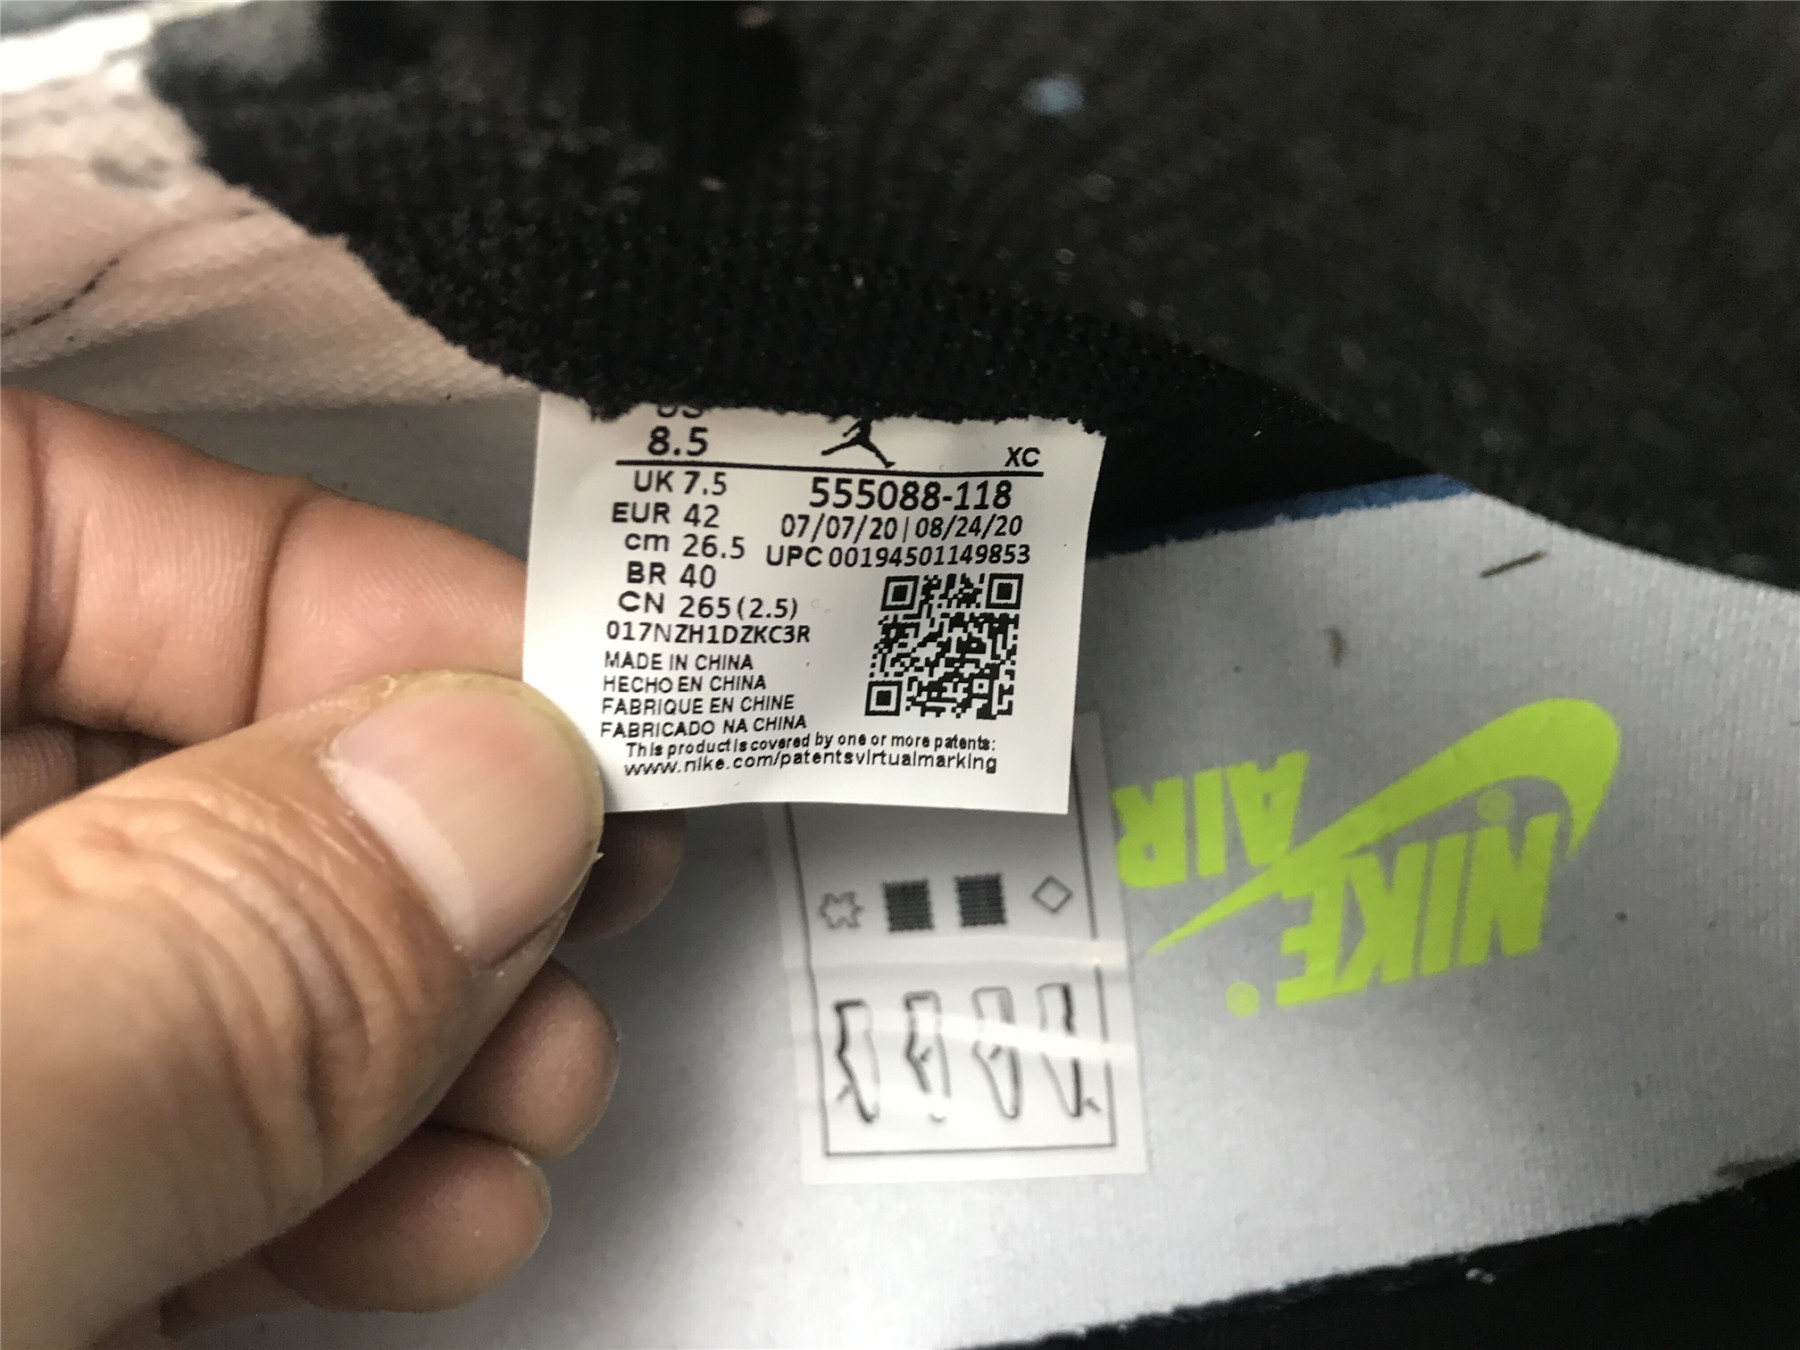 US
8.5
XC
UK 7.5
555088-118
EUR 42
07/07/20 | 08/24/20
cm 26.5
UPC 00194501149853
BR 40
CN 265(2.5)
017NZH1DZKC3R
MADE IN CHINA
HECHO EN CHINA
FABRIQUE EN CHINE
FABRICADO NA CHINA
This product is covered by one or more patents:
www.nike.com/patentsvirtualmarking
NIKE
AIR